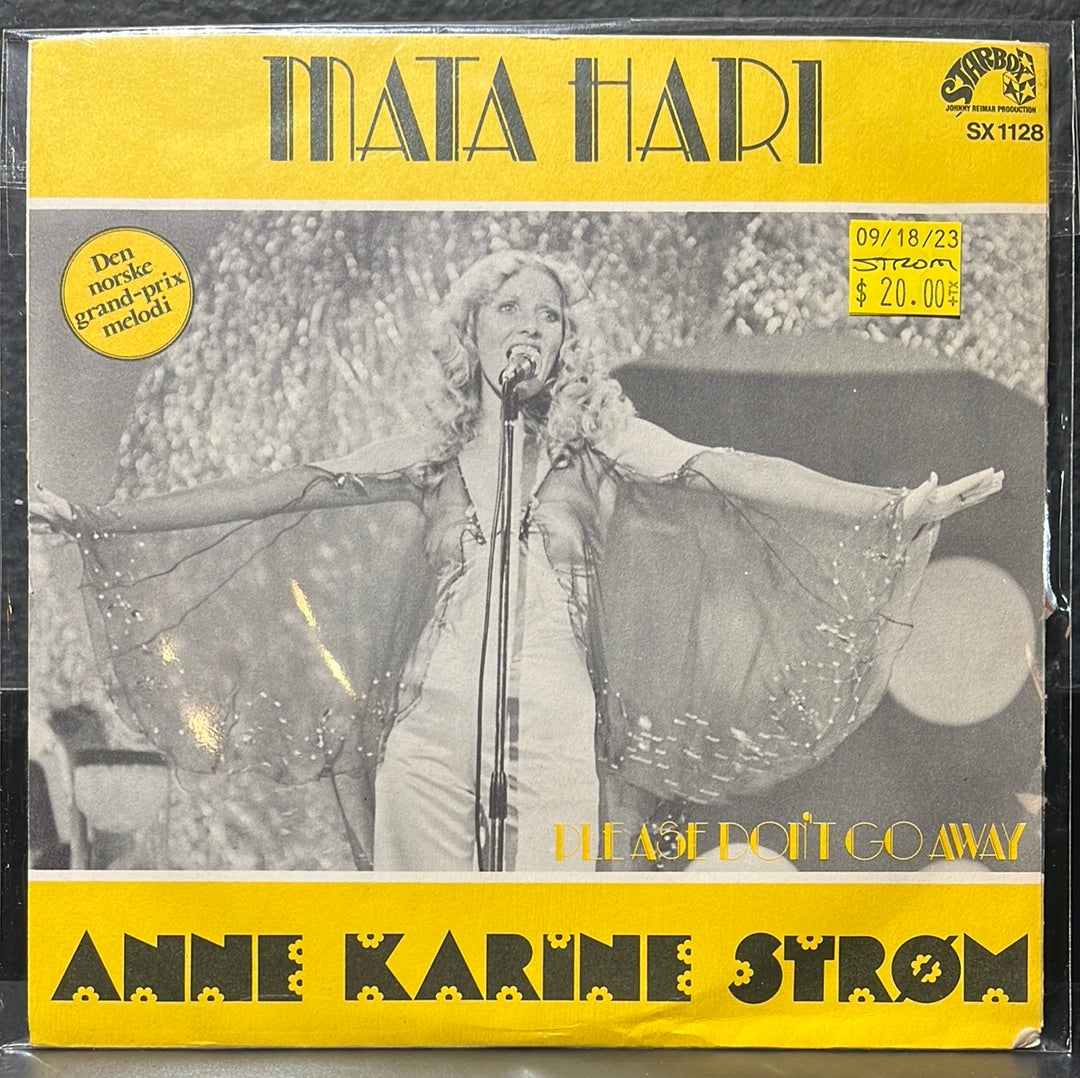 MATA HARI
STARBOX
JOHNNY REIMAR PRODUCTION
SX 1128
Den
norske
grand-prix
melodi
09/18/23
STROM
$ 20.00 +TX
PLEASE DON'T GO AWAY
ANNE KARINE STRØM